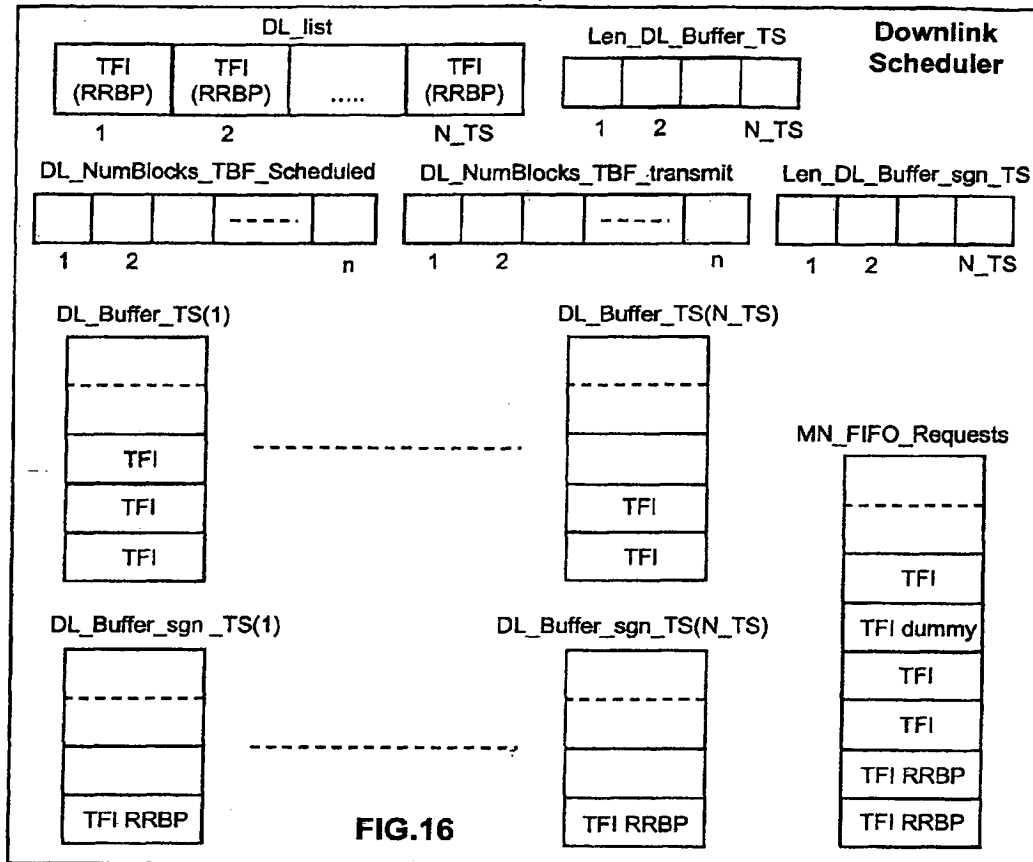 DL_list
Len_DL_Buffer_TS
Downlink
Scheduler
TFI
(RRBP)
TFI
(RRBP)
.....
TFI
(RRBP)
1
2
N_TS
1
2
N_TS
DL_NumBlocks_TBF_Scheduled
DL_NumBlocks_TBF_transmit
Len_DL_Buffer_sgn_TS
1
2
n
1
2
n
1
2
N_TS
DL_Buffer_TS(1)
DL_Buffer_TS(N_TS)
TFI
TFI
TFI
TFI
TFI
MN_FIFO_Requests
TFI
TFI dummy
TFI
TFI
TFI RRBP
TFI RRBP
DL_Buffer_sgn _TS(1)
DL_Buffer_sgn_TS(N_TS)
TFI RRBP
TFI RRBP
FIG.16